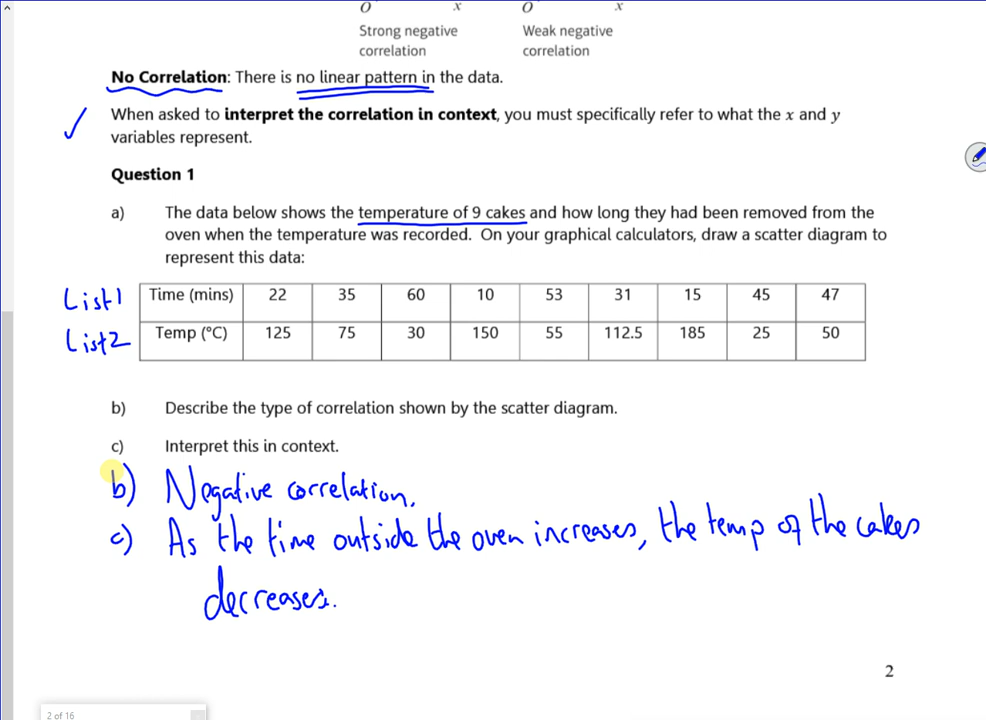 O x O x
Strong negative Weak negative
correlation correlation
No Correlation: There is no linear pattern in the data.
When asked to interpret the correlation in context, you must specifically refer to what the x and y
variables represent.
Question 1
a) The data below shows the temperature of 9 cakes and how long they had been removed from the
oven when the temperature was recorded. On your graphical calculators, draw a scatter diagram to
represent this data:
List1 Time (mins) 22 35 60 10 53 31 15 45 47
List2 Temp (°C) 125 75 30 150 55 112.5 185 25 50
b) Describe the type of correlation shown by the scatter diagram.
c) Interpret this in context.
b) Negative correlation.
c) As the time outside the oven increases, the temp of the cakes
decreases.
2
2 of 16